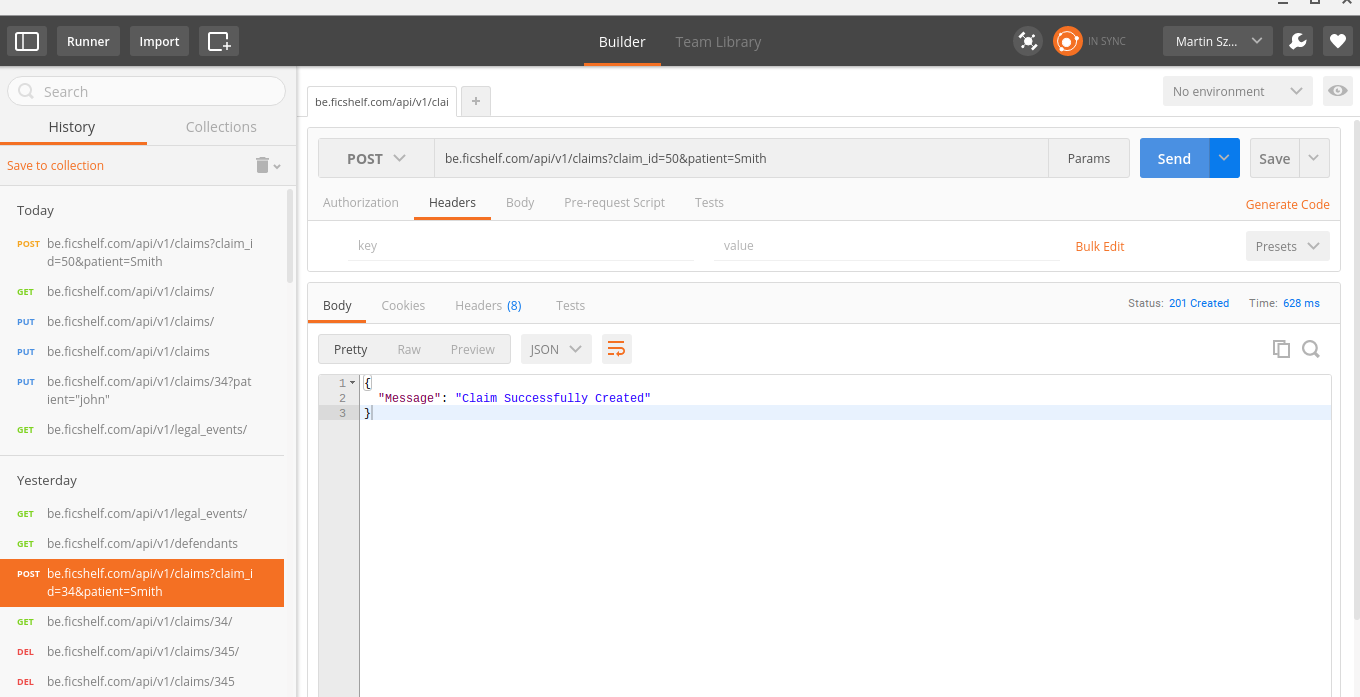 Runner
Import
Builder
Team Library
IN SYNC
Martin Sz...
Search
History
Collections
Save to collection
Today
POST be.ficshelf.com/api/v1/claims?claim_i
d=50&patient=Smith
GET be.ficshelf.com/api/v1/claims/
PUT be.ficshelf.com/api/v1/claims/
PUT be.ficshelf.com/api/v1/claims
PUT be.ficshelf.com/api/v1/claims/34?pat
ient="john"
GET be.ficshelf.com/api/v1/legal_events/
Yesterday
GET be.ficshelf.com/api/v1/legal_events/
GET be.ficshelf.com/api/v1/defendants
POST be.ficshelf.com/api/v1/claims?claim_i
d=34&patient=Smith
GET be.ficshelf.com/api/v1/claims/34/
DEL be.ficshelf.com/api/v1/claims/345/
DEL be.ficshelf.com/api/v1/claims/345
be.ficshelf.com/api/v1/clai
+
No environment
POST
be.ficshelf.com/api/v1/claims?claim_id=50&patient=Smith
Params
Send
Save
Authorization
Headers
Body
Pre-request Script
Tests
Generate Code
key
value
Bulk Edit
Presets
Body
Cookies
Headers (8)
Tests
Status: 201 Created
Time: 628 ms
Pretty
Raw
Preview
JSON
1 {
2 "Message": "Claim Successfully Created"
3 }